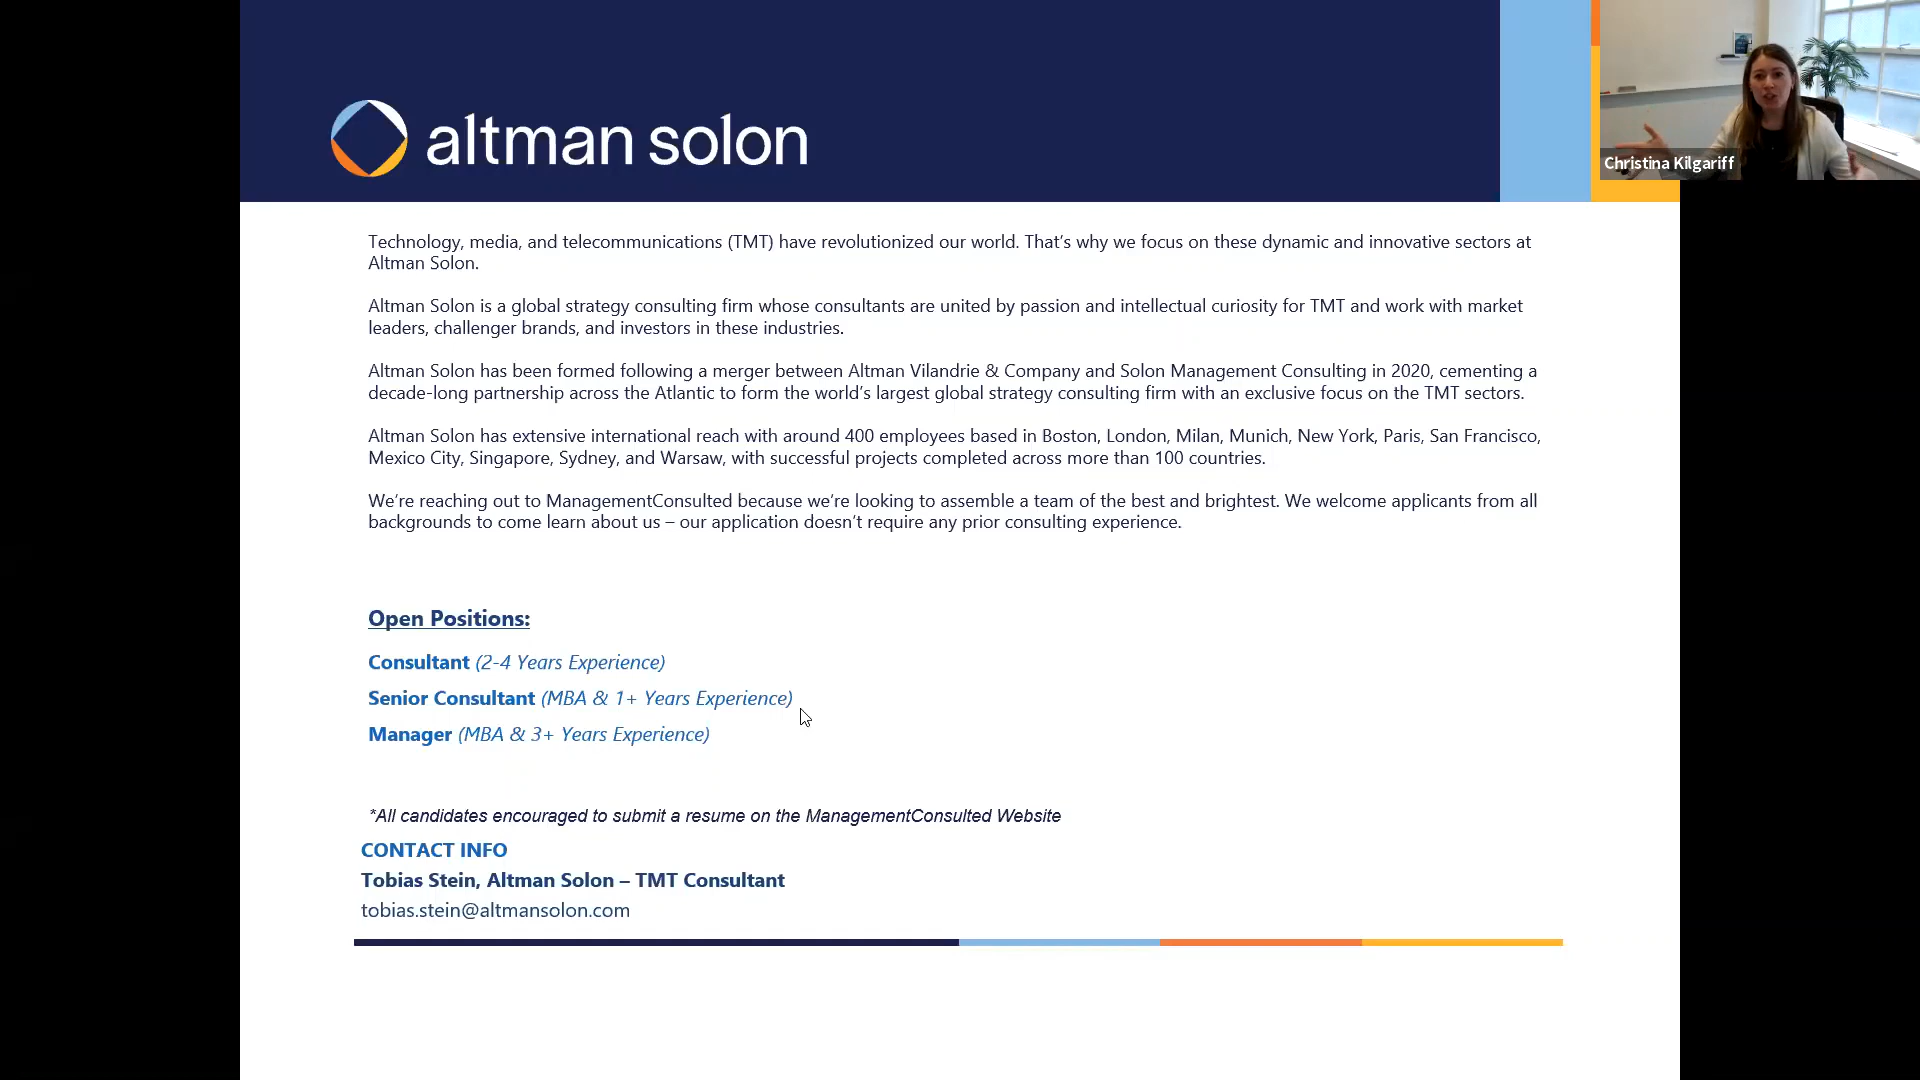 altman solon
Christina Kilgariff
Technology, media, and telecommunications (TMT) have revolutionized our world. That’s why we focus on these dynamic and innovative sectors at
Altman Solon.
Altman Solon is a global strategy consulting firm whose consultants are united by passion and intellectual curiosity for TMT and work with market
leaders, challenger brands, and investors in these industries.
Altman Solon has been formed following a merger between Altman Vilandrie & Company and Solon Management Consulting in 2020, cementing a
decade-long partnership across the Atlantic to form the world’s largest global strategy consulting firm with an exclusive focus on the TMT sectors.
Altman Solon has extensive international reach with around 400 employees based in Boston, London, Milan, Munich, New York, Paris, San Francisco,
Mexico City, Singapore, Sydney, and Warsaw, with successful projects completed across more than 100 countries.
We’re reaching out to ManagementConsulted because we’re looking to assemble a team of the best and brightest. We welcome applicants from all
backgrounds to come learn about us – our application doesn’t require any prior consulting experience.
Open Positions:
Consultant (2-4 Years Experience)
Senior Consultant (MBA & 1+ Years Experience)
Manager (MBA & 3+ Years Experience)
*All candidates encouraged to submit a resume on the ManagementConsulted Website
CONTACT INFO
Tobias Stein, Altman Solon – TMT Consultant
tobias.stein@altmansolon.com